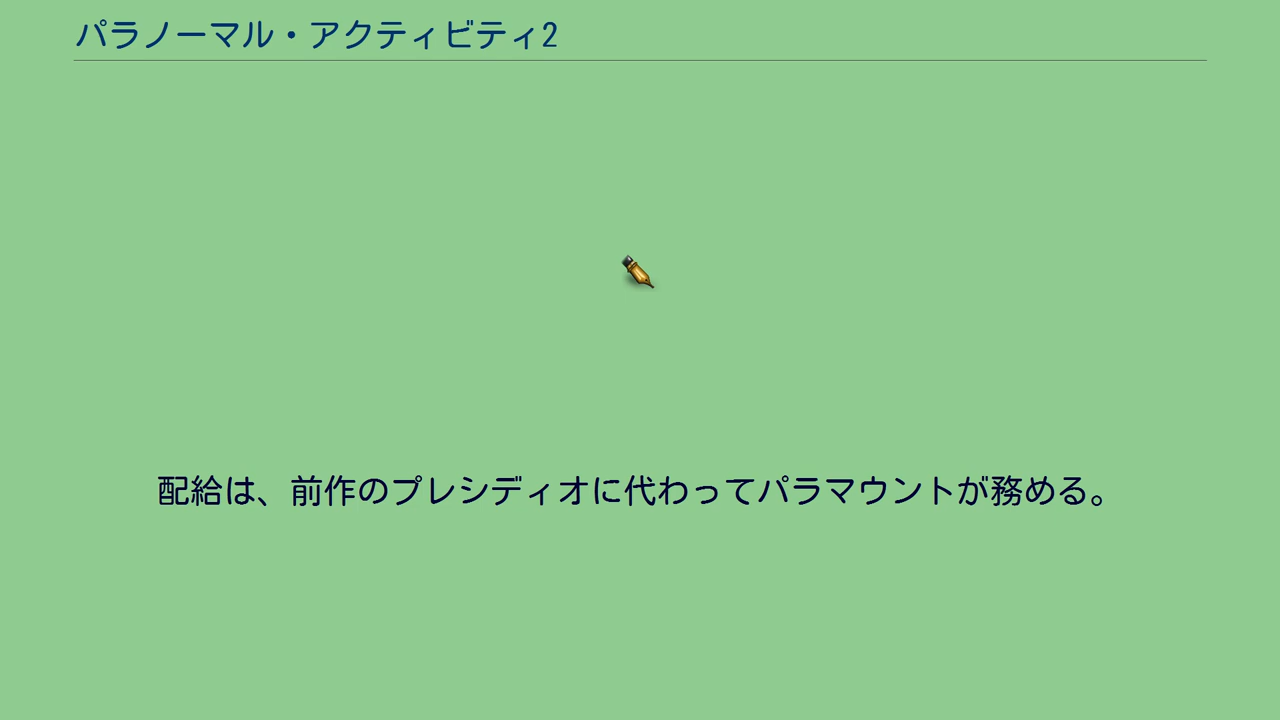 パラノーマル・アクティビティ2
配給は、前作のプレシディオに代わってパラマウントが務める。